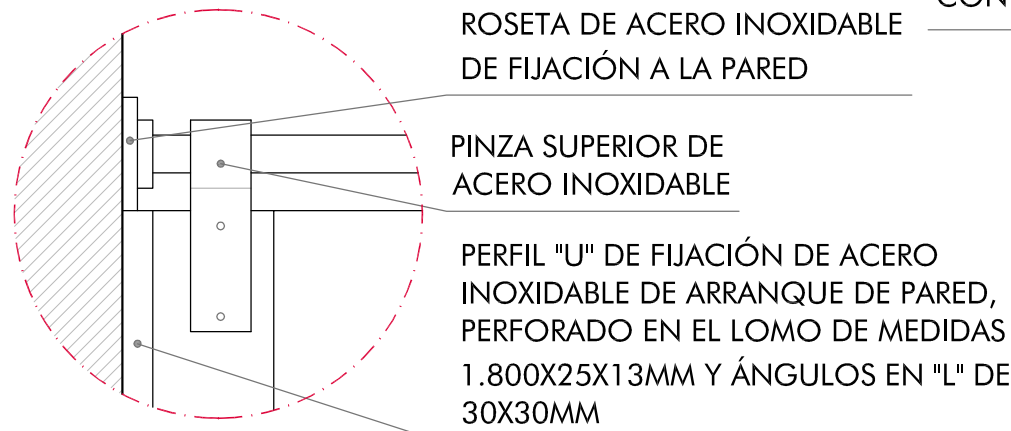 CON
ROSETA DE ACERO INOXIDABLE
DE FIJACIÓN A LA PARED
PINZA SUPERIOR DE
ACERO INOXIDABLE
PERFIL "U" DE FIJACIÓN DE ACERO
INOXIDABLE DE ARRANQUE DE PARED,
PERFORADO EN EL LOMO DE MEDIDAS
1.800X25X13MM Y ÁNGULOS EN "L" DE
30X30MM